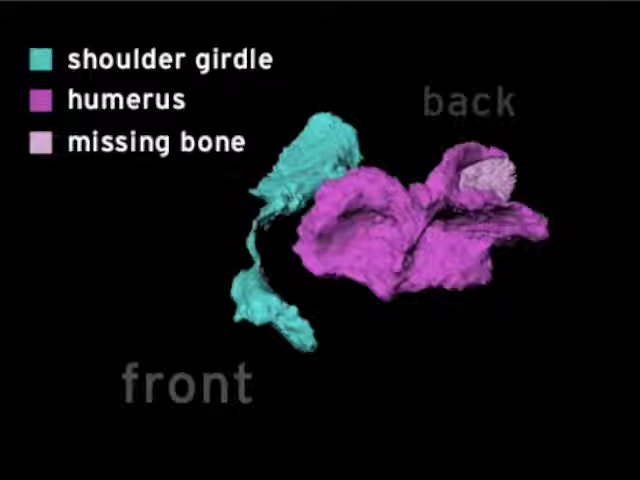 shoulder girdle
humerus
missing bone
back
front